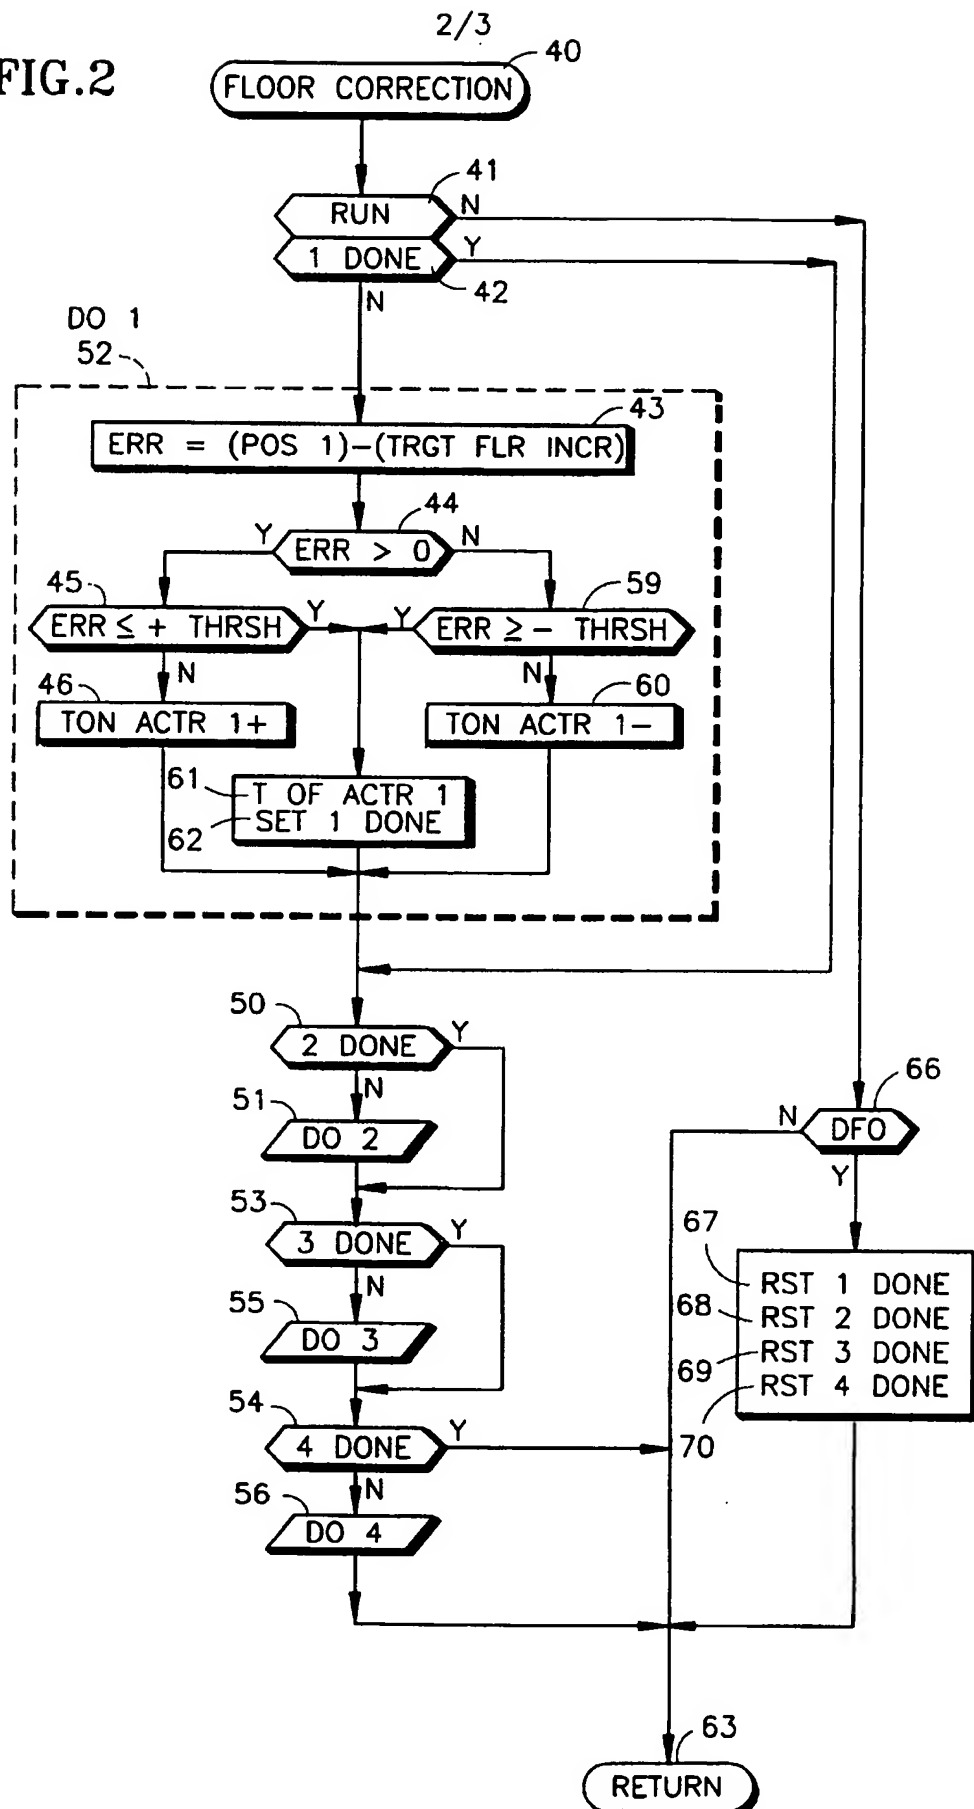 2/3
FIG.2
40
FLOOR CORRECTION
41
RUN
N
1 DONE
Y
42
N
DO 1
52
43
ERR = (POS 1)-(TRGT FLR INCR)
44
Y
ERR > 0
N
45
59
ERR ≤ + THRSH
Y
Y
ERR ≥ - THRSH
N
N
46
60
TON ACTR 1+
TON ACTR 1-
61
T OF ACTR 1
SET 1 DONE
62
50
2 DONE
Y
N
51
DO 2
66
N
DFO
Y
53
3 DONE
Y
N
67
RST 1 DONE
68
RST 2 DONE
69
RST 3 DONE
RST 4 DONE
70
55
DO 3
54
4 DONE
Y
N
56
DO 4
63
RETURN